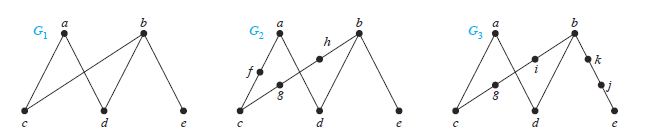 G₁ a b c d e
G₂ a b f g h c d e
G₃ a b g i k j c d e